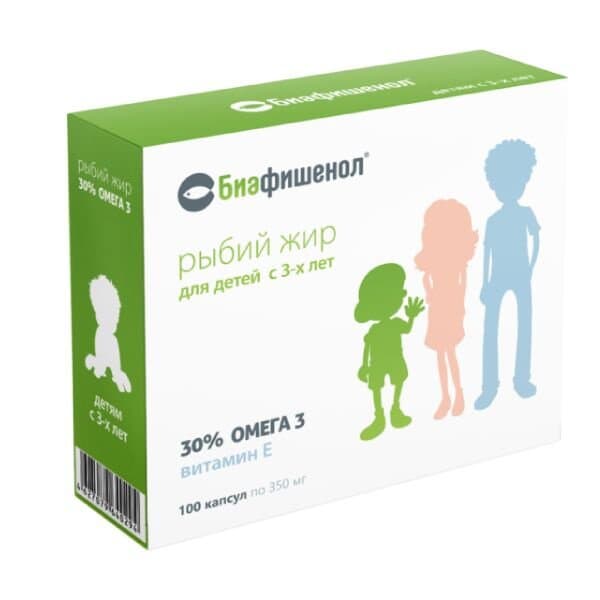 Биафишенол®
детям с 3-х лет
рыбий жир
30% ОМЕГА 3
детям
с 3-х лет
Биафишенол®
рыбий жир
для детей с 3-х лет
30% ОМЕГА 3
витамин Е
100 капсул по 350 мг